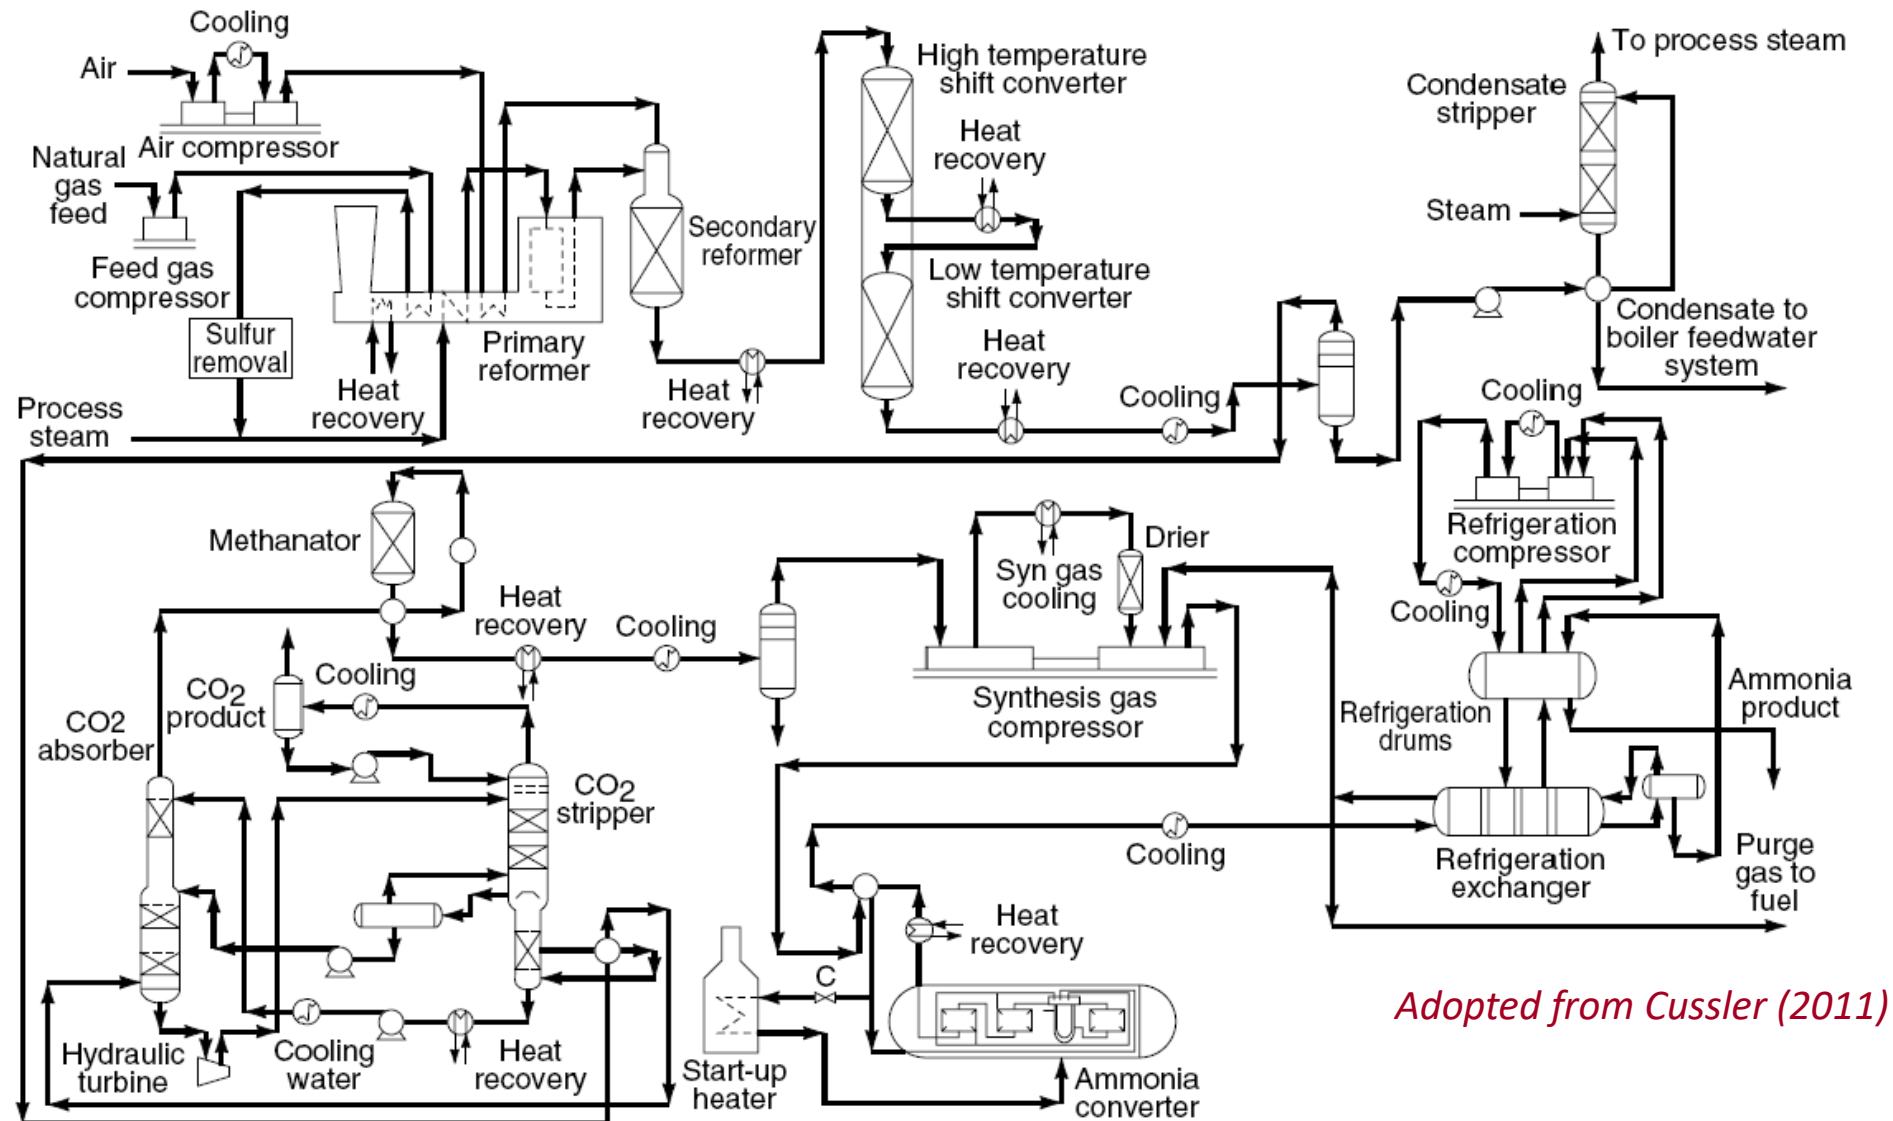 Cooling
Air
Air compressor
Natural
gas
feed
Feed gas
compressor
Sulfur
removal
Process
steam
Heat
recovery
Primary
reformer
Secondary
reformer
Heat
recovery
High temperature
shift converter
Heat
recovery
Low temperature
shift converter
Heat
recovery
Cooling
To process steam
Condensate
stripper
Steam
Condensate to
boiler feedwater
system
Cooling
Refrigeration
compressor
Cooling
Methanator
Heat
recovery
Cooling
Syn gas
cooling
Drier
Synthesis gas
compressor
CO2
absorber
CO2
product
Cooling
CO2
stripper
Refrigeration
drums
Ammonia
product
Refrigeration
exchanger
Purge
gas to
fuel
Cooling
Heat
recovery
C
Hydraulic
turbine
Cooling
water
Heat
recovery
Start-up
heater
Ammonia
converter
Adopted from Cussler (2011)